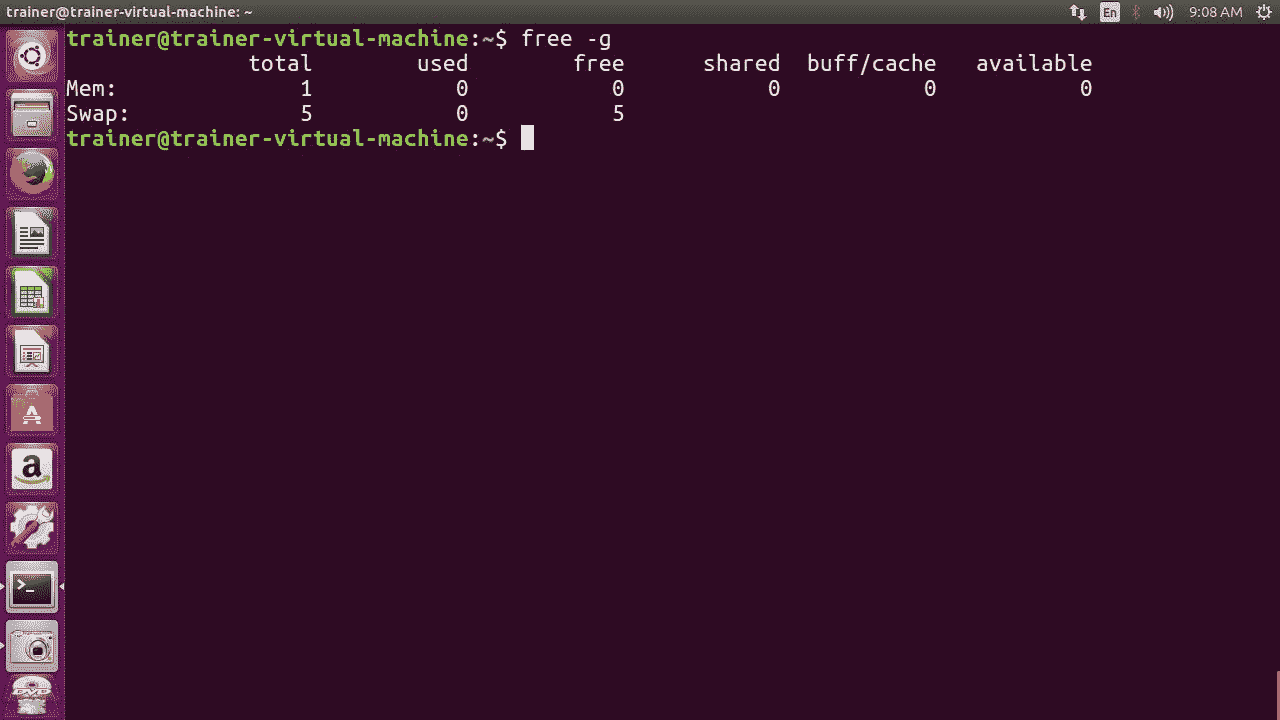 trainer@trainer-virtual-machine: ~ En 9:08 AM
trainer@trainer-virtual-machine:~$ free -g
total used free shared buff/cache available
Mem: 1 0 0 0 0 0
Swap: 5 0 5
trainer@trainer-virtual-machine:~$